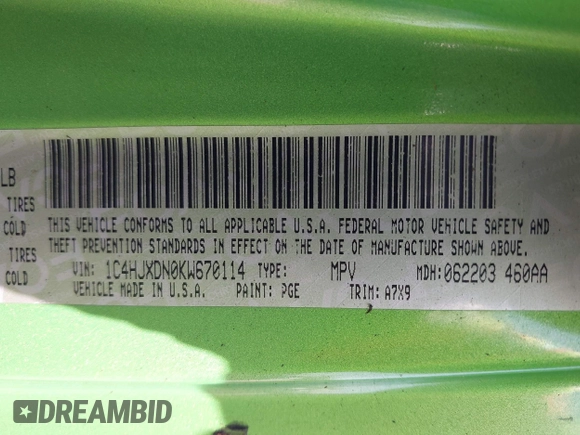 LB
TIRES
COLD
THIS VEHICLE CONFORMS TO ALL APPLICABLE U.S.A. FEDERAL MOTOR VEHICLE SAFETY AND
THEFT PREVENTION STANDARDS IN EFFECT ON THE DATE OF MANUFACTURE SHOWN ABOVE.
TIRES
COLD
VIN: 1C4HJXDN0KW670114 TYPE: MPV MDH:062203 460AA
VEHICLE MADE IN U.S.A. PAINT: PGE TRIM: A7X9
DREAMBID